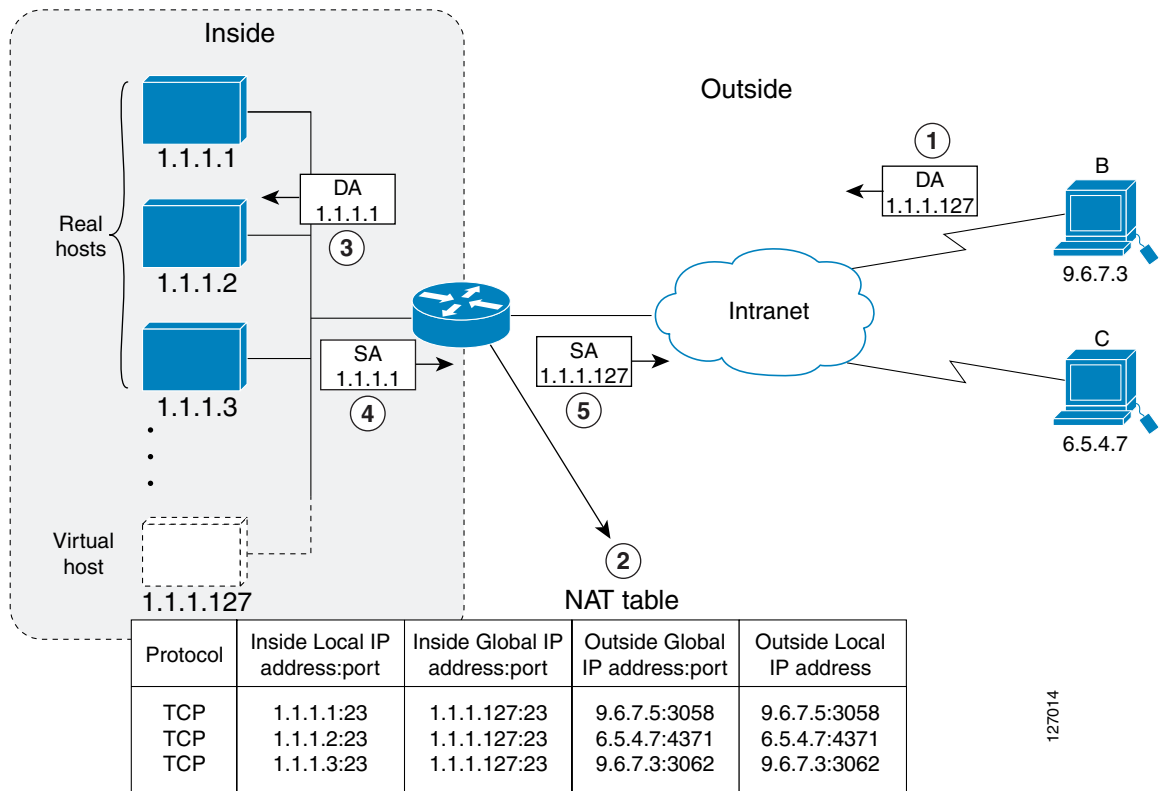 Inside
Outside
1.1.1.1
1
DA
1.1.1.127
B
DA
1.1.1.1
3
Real
hosts
1.1.1.2
9.6.7.3
Intranet
SA
1.1.1.1
4
SA
1.1.1.127
5
C
1.1.1.3
6.5.4.7
Virtual
host
1.1.1.127
2
NAT table
Protocol
Inside Local IP
address:port
Inside Global IP
address:port
Outside Global
IP address:port
Outside Local
IP address
TCP 1.1.1.1:23 1.1.1.127:23 9.6.7.5:3058 9.6.7.5:3058
TCP 1.1.1.2:23 1.1.1.127:23 6.5.4.7:4371 6.5.4.7:4371
TCP 1.1.1.3:23 1.1.1.127:23 9.6.7.3:3062 9.6.7.3:3062
127014